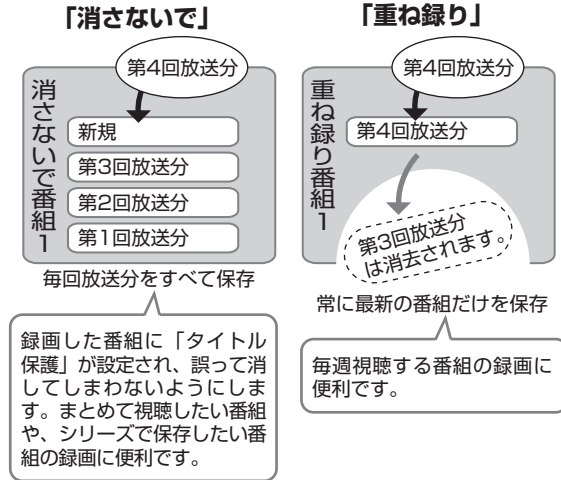 「消さないで」
第4回放送分
消さないで番組1
新規
第3回放送分
第2回放送分
第1回放送分
毎回放送分をすべて保存
録画した番組に「タイトル
保護」が設定され、誤って消
してしまわないようにしま
す。まとめて視聴したい番組
や、シリーズで保存したい番
組の録画に便利です。
「重ね録り」
第4回放送分
重ね録り番組1
第4回放送分
第3回放送分
は消去されます。
常に最新の番組だけを保存
毎週視聴する番組の録画に
便利です。